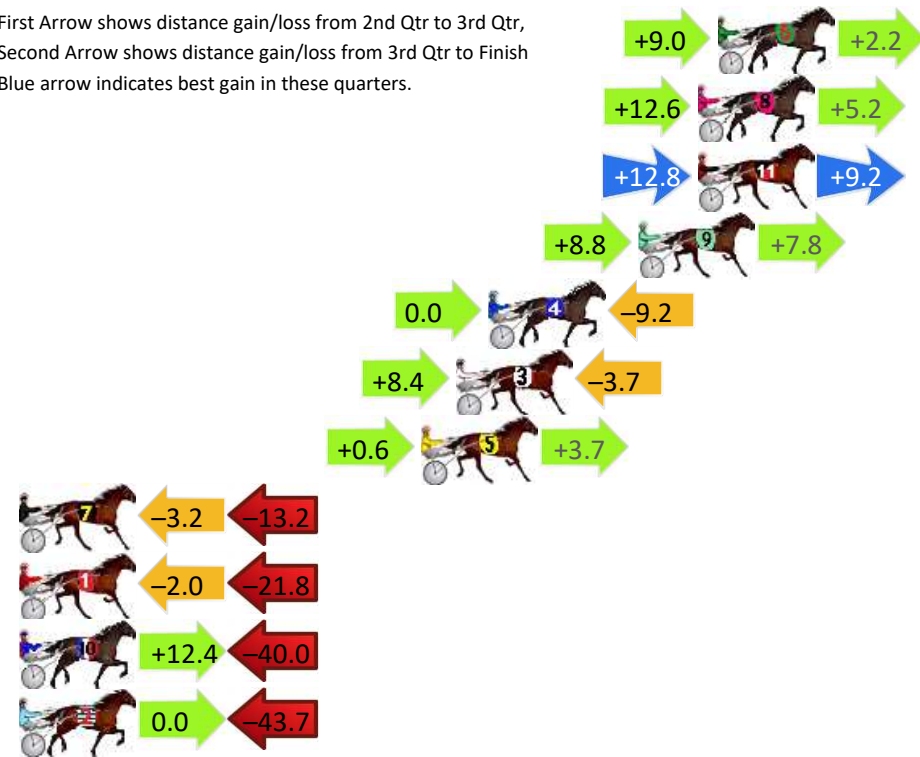 First Arrow shows distance gain/loss from 2nd Qtr to 3rd Qtr,
Second Arrow shows distance gain/loss from 3rd Qtr to Finish
Blue arrow indicates best gain in these quarters.
+9.0 6 +2.2
+12.6 8 +5.2
+12.8 11 +9.2
+8.8 9 +7.8
0.0 4 –9.2
+8.4 3 –3.7
+0.6 5 +3.7
7 –3.2 –13.2
1 –2.0 –21.8
10 +12.4 –40.0
2 0.0 –43.7